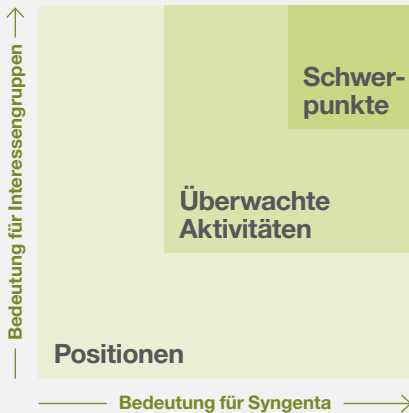 Bedeutung für Interessengruppen
Schwer-
punkte
Überwachte
Aktivitäten
Positionen
Bedeutung für Syngenta